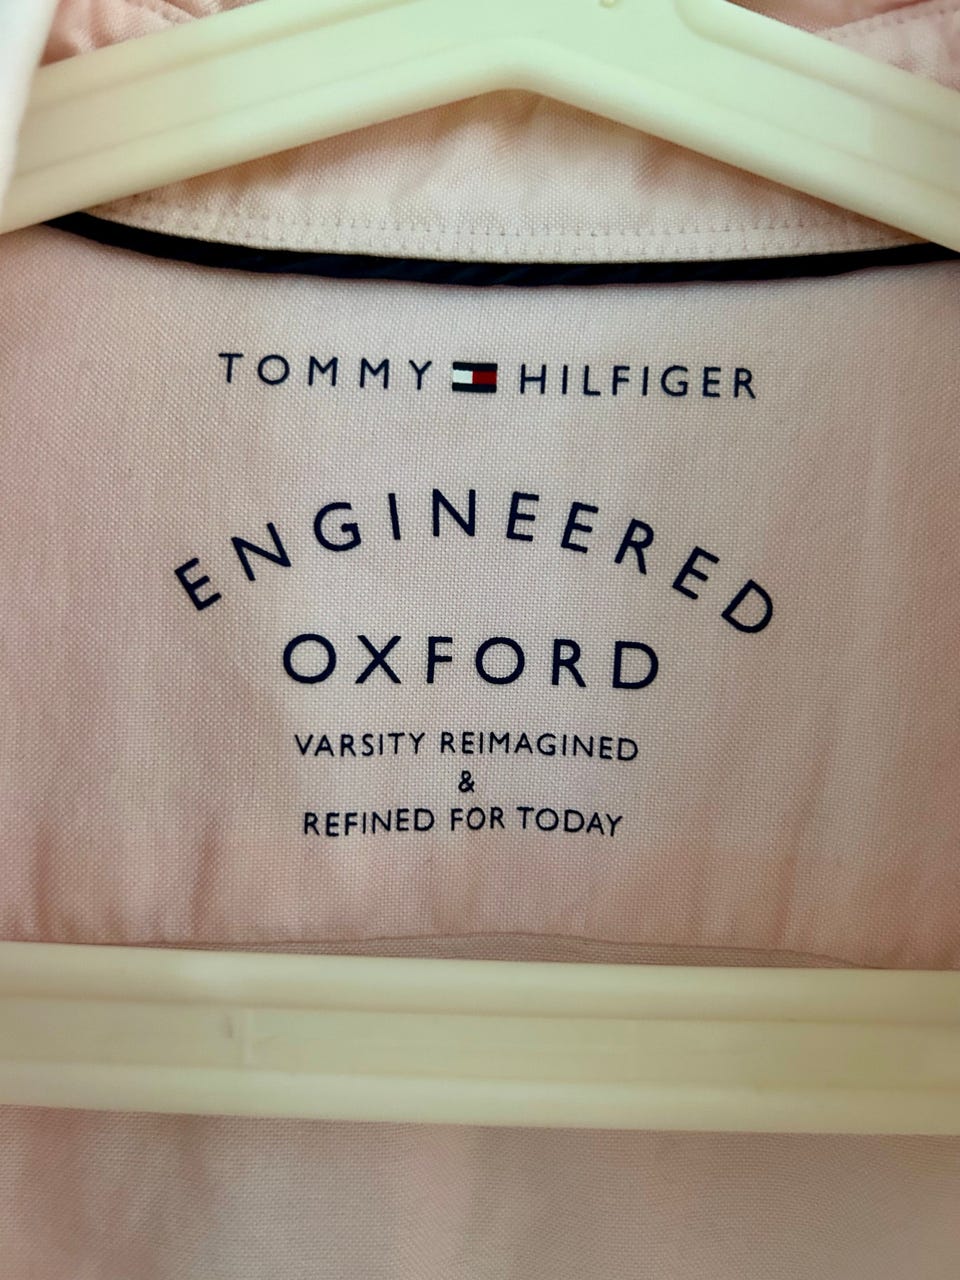 TOMMY HILFIGER
ENGINEERED
OXFORD
VARSITY REIMAGINED
&
REFINED FOR TODAY